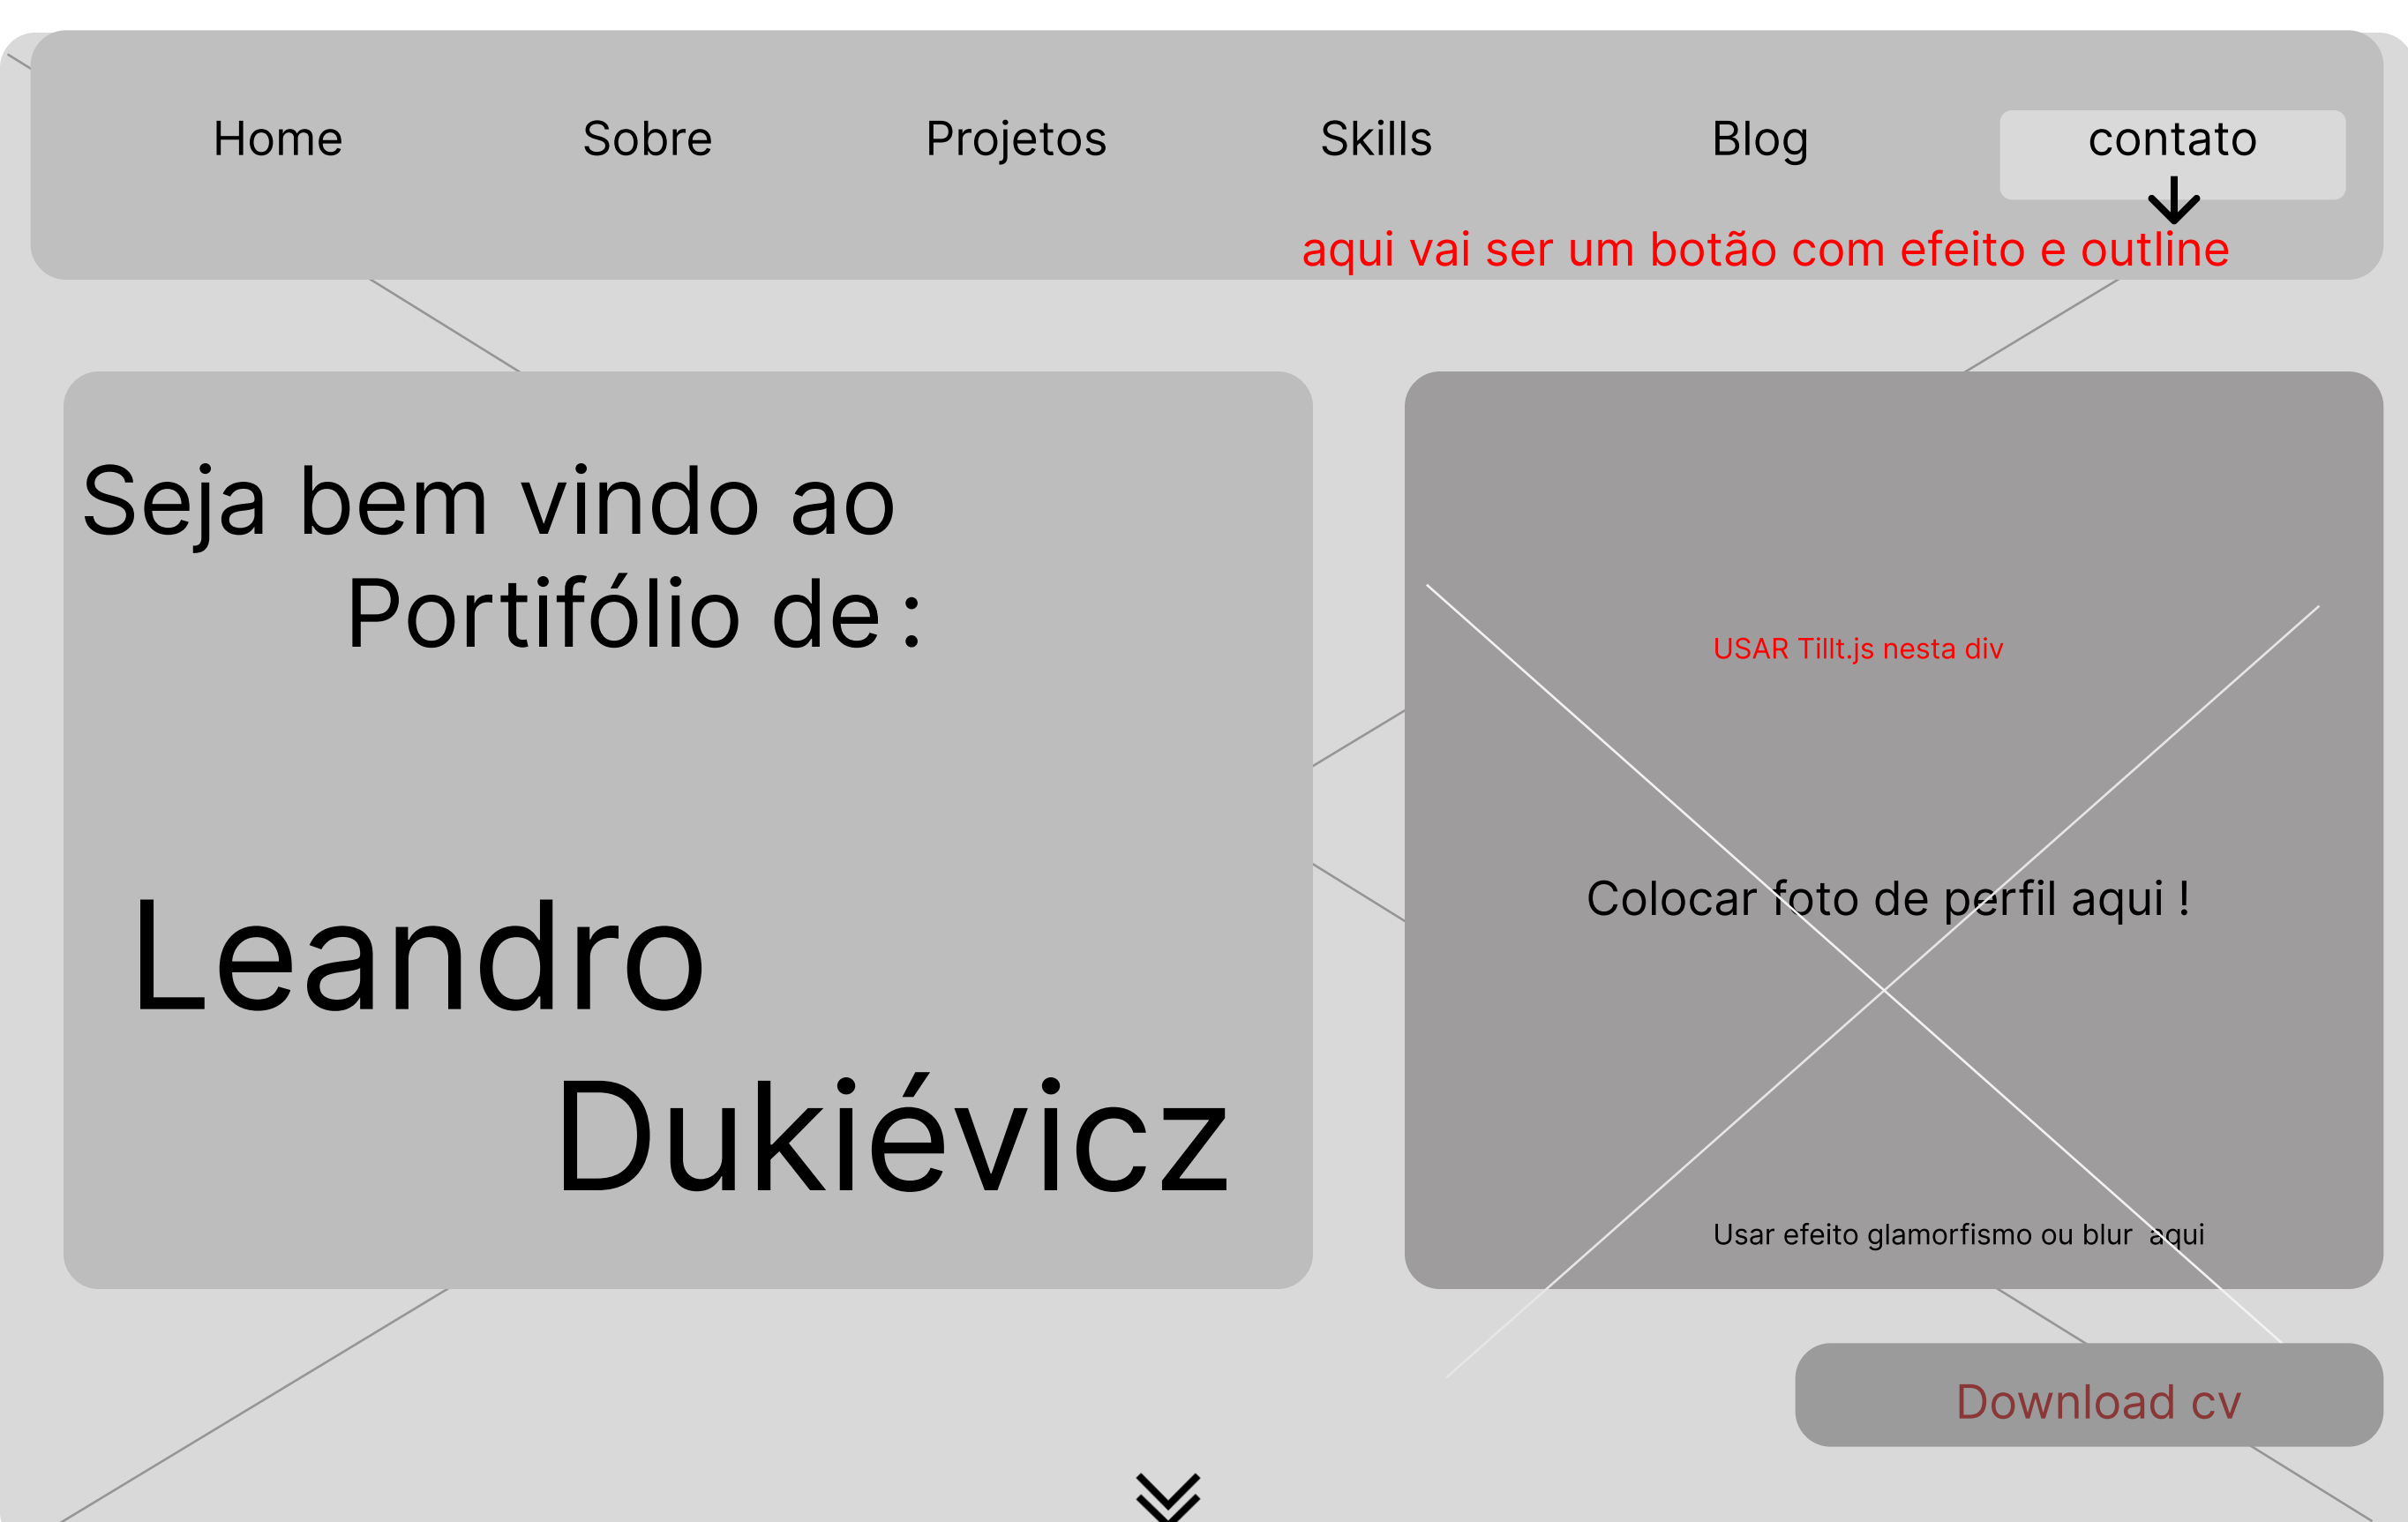 Home Sobre Projetos Skills Blog contato
aqui vai ser um botão com efeito e outline
Seja bem vindo ao
Portifólio de :
Leandro
Dukiévicz
USAR Tillt.js nesta div
Colocar foto de perfil aqui !
Usar efeito glamorfismo ou blur aqui
Download cv